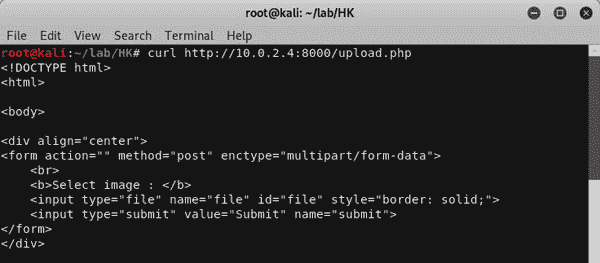 root@kali: ~/lab/HK
File Edit View Search Terminal Help
root@kali:~/lab/HK# curl http://10.0.2.4:8000/upload.php
<!DOCTYPE html>
<html>
<body>
<div align="center">
<form action="" method="post" enctype="multipart/form-data">
    <br>
    <b>Select image : </b>
    <input type="file" name="file" id="file" style="border: solid;">
    <input type="submit" value="Submit" name="submit">
</form>
</div>